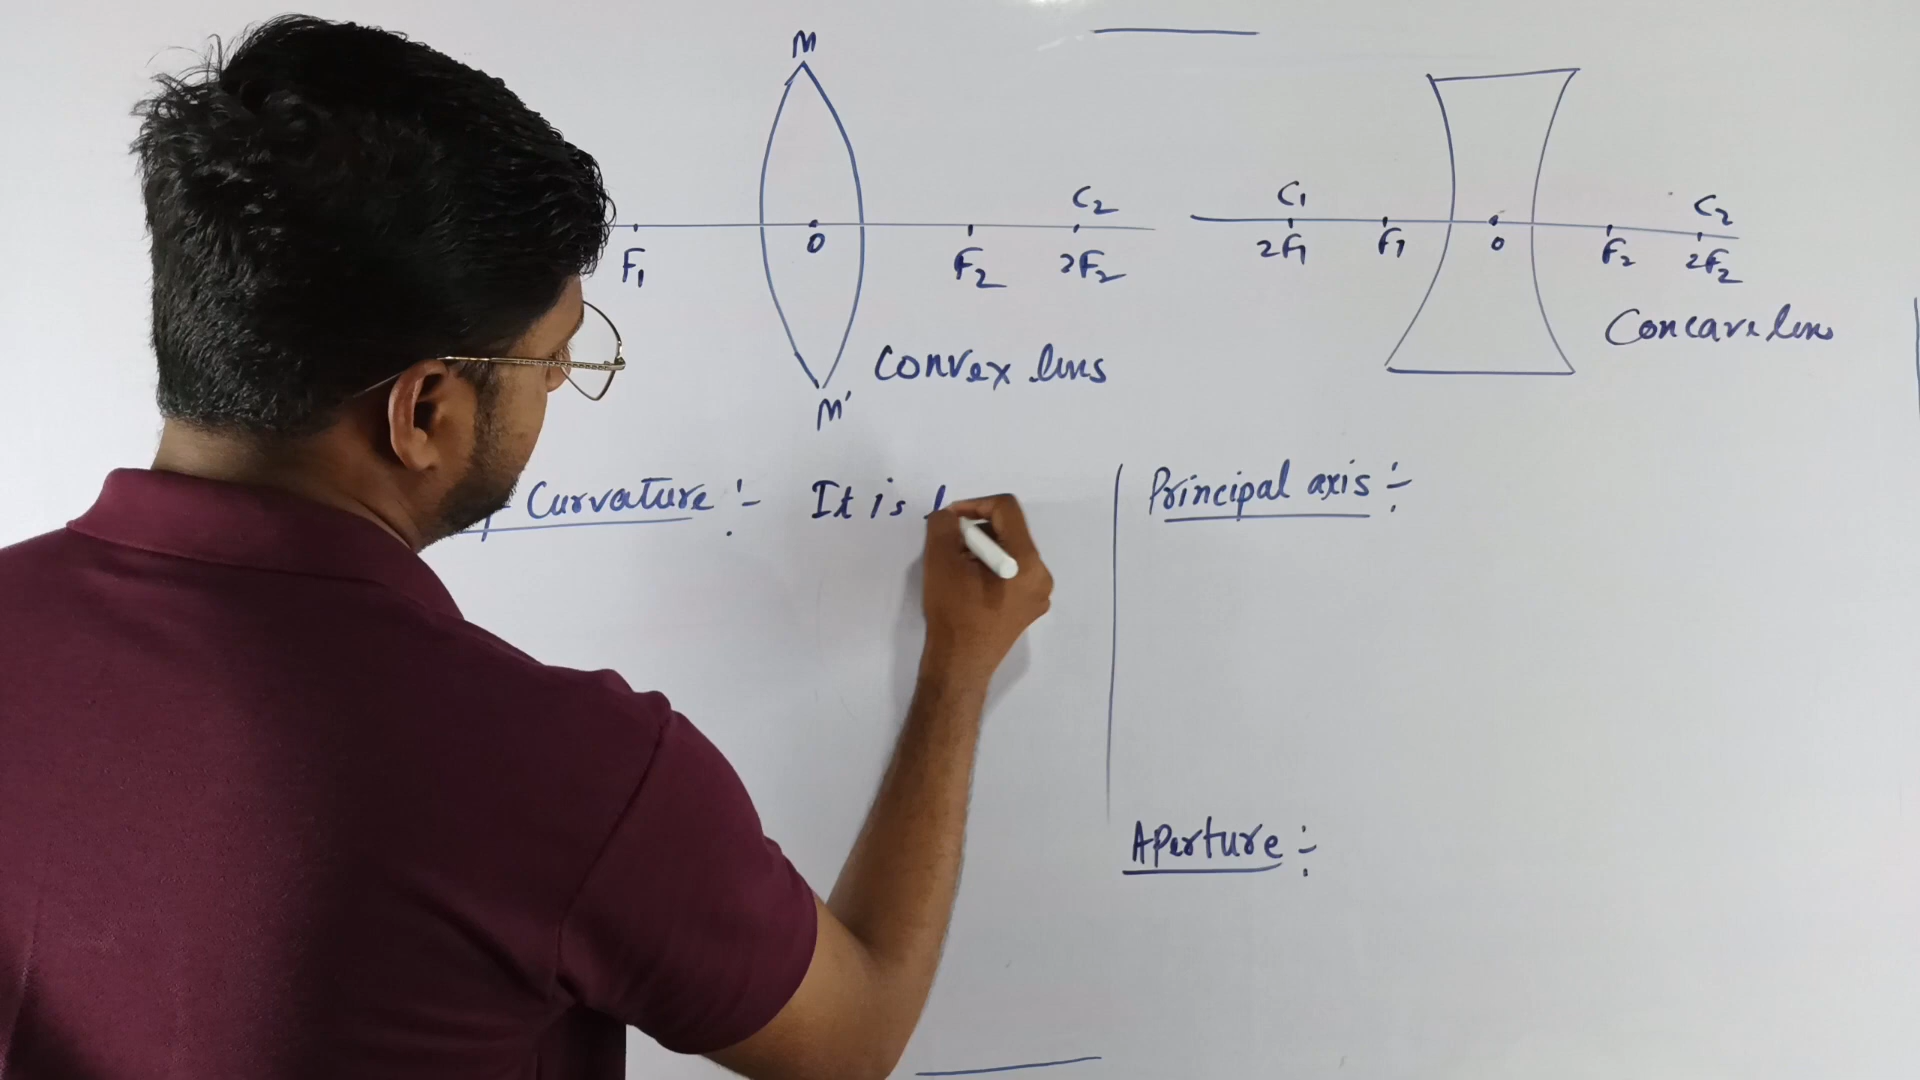 M
C2
C1
C2
F1
O
F2
2F2
2F1
F1
O
F2
2F2
Convex lens
Concave lens
M'
Curvature :- It is
Principal axis :-
Aperture :-